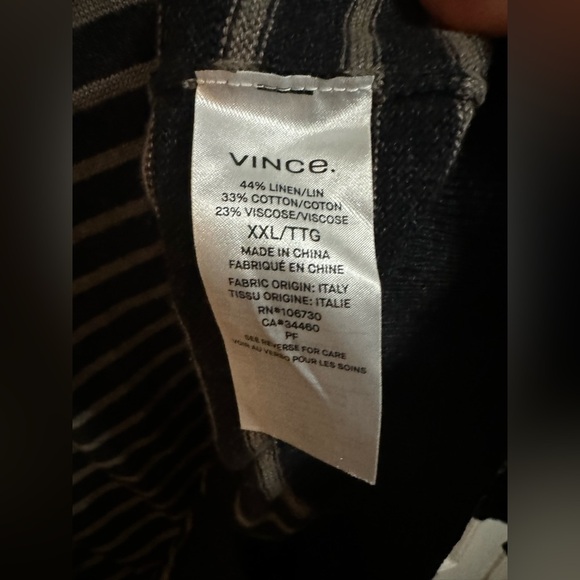 VINCe.
44% LINEN/LIN
33% COTTON/COTON
23% VISCOSE/VISCOSE
XXL/TTG
MADE IN CHINA
FABRIQUÉ EN CHINE
FABRIC ORIGIN: ITALY
TISSU ORIGINE: ITALIE
RN#106730
CA#34460
PF
SEE REVERSE FOR CARE
VOIR AU VERSO POUR LES SOINS